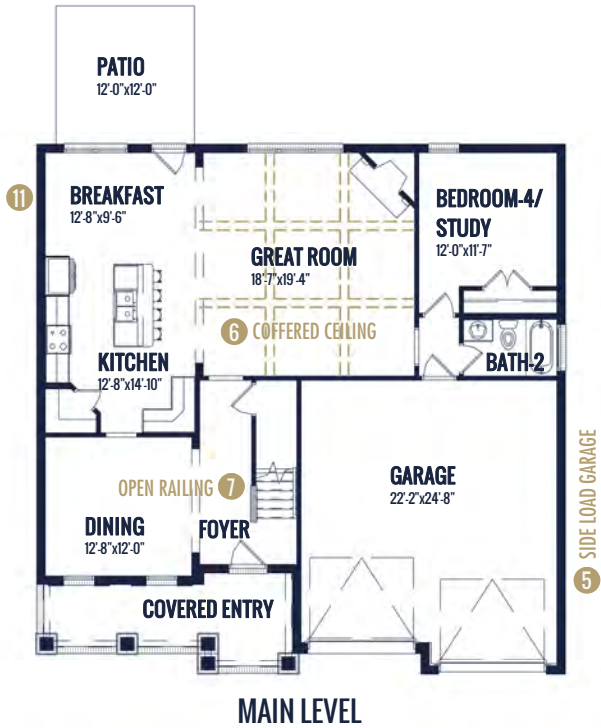 PATIO
12'-0"x12'-0"
11
BREAKFAST
12'-8"x9'-6"
BEDROOM-4/
STUDY
12'-0"x11'-7"
GREAT ROOM
18'-7"x19'-4"
6 COFFERED CEILING
KITCHEN
12'-8"x14'-10"
BATH-2
OPEN RAILING 7
GARAGE
22'-2"x24'-8"
SIDE LOAD GARAGE
5
DINING
12'-8"x12'-0"
FOYER
COVERED ENTRY
MAIN LEVEL